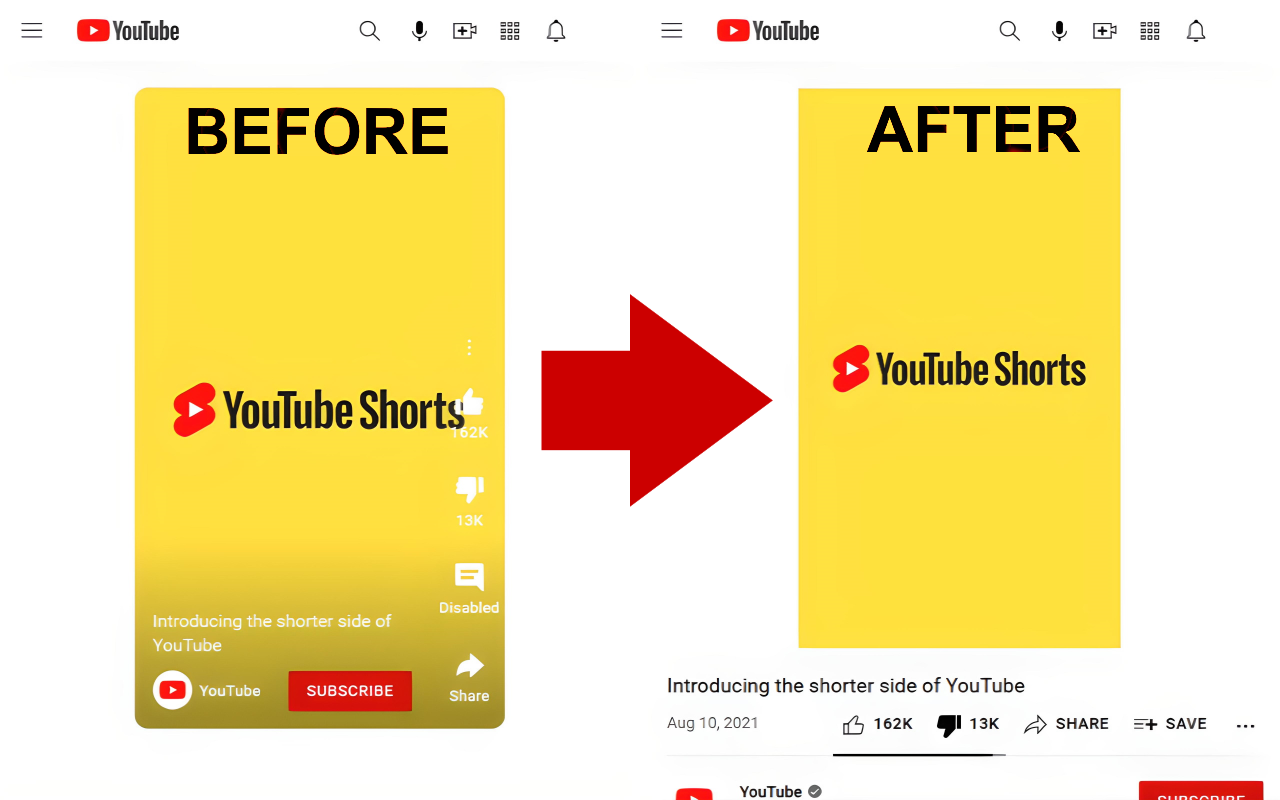 YouTube
BEFORE
YouTube Shorts
162K
13K
Disabled
Introducing the shorter side of
YouTube
YouTube
SUBSCRIBE
Share
YouTube
AFTER
YouTube Shorts
Introducing the shorter side of YouTube
Aug 10, 2021
162K
13K
SHARE
SAVE
YouTube
SUBSCRIBE